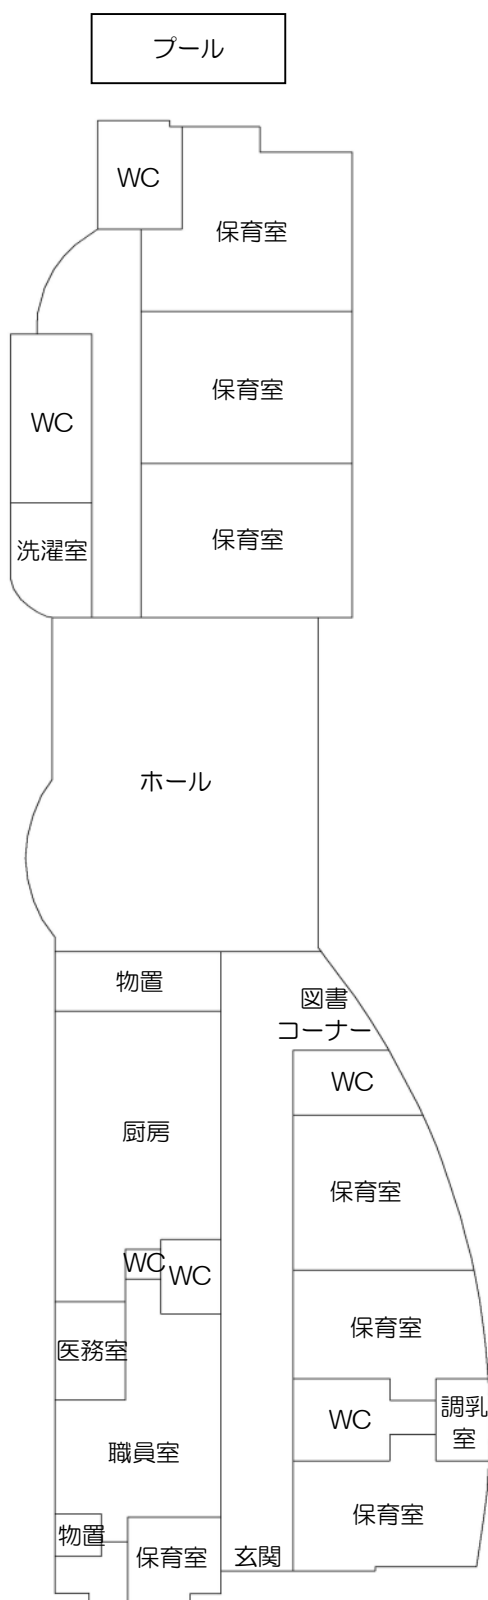 プール
WC
保育室
保育室
WC
保育室
洗濯室
ホール
物置
図書
コーナー
WC
厨房
保育室
WC
WC
保育室
医務室
調乳
室
WC
職員室
保育室
物置
保育室
玄関